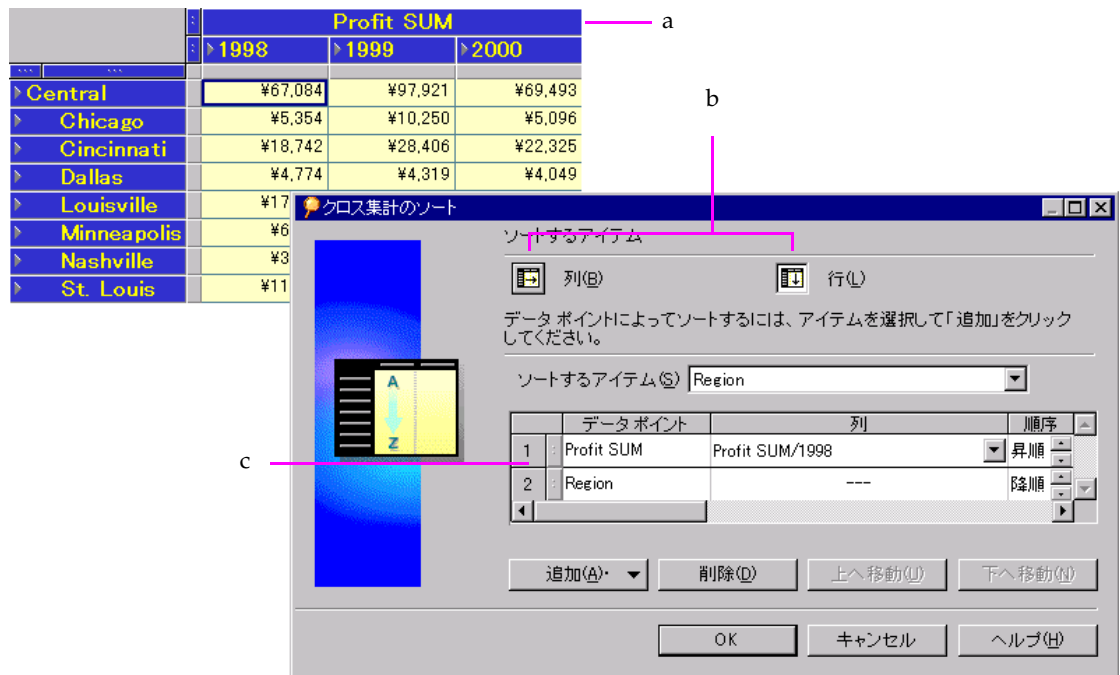 Profit SUM
a
1998 1999 2000
Central ¥67,084 ¥97,921 ¥69,493
b
Chicago ¥5,354 ¥10,250 ¥5,096
Cincinnati ¥18,742 ¥28,406 ¥22,325
Dallas ¥4,774 ¥4,319 ¥4,049
Louisville ¥17
Minneapolis ¥6
Nashville ¥3
St. Louis ¥11
クロス集計のソート
ソートするアイテム
列(B) 行(L)
データ ポイントによってソートするには、アイテムを選択して「追加」をクリック
してください。
ソートするアイテム(S) Region
A
Z
データ ポイント 列 順序
1 Profit SUM Profit SUM/1998 昇順
c
2 Region --- 降順
追加(A)· 削除(D) 上へ移動(U) 下へ移動(N)
OK キャンセル ヘルプ(H)